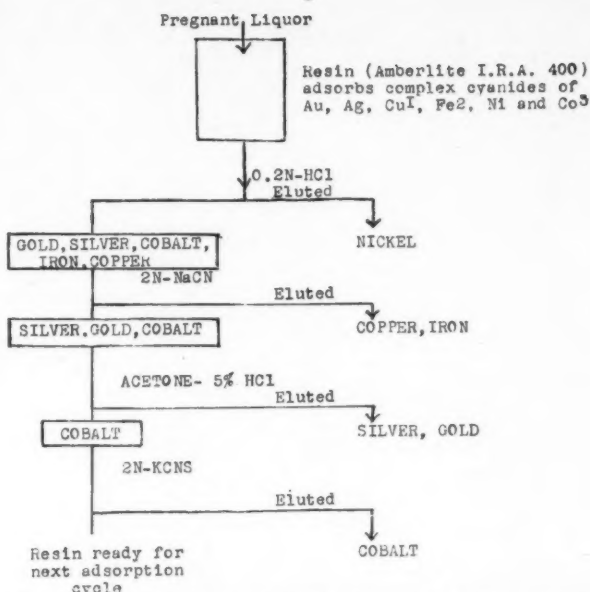 Pregnant Liquor
Resin (Amberlite I.R.A. 400)
adsorbs complex cyanides of
Au, Ag, CuI, Fe2, Ni and Co3
0.2N-HCl
Eluted
GOLD,SILVER,COBALT,
IRON,COPPER
NICKEL
2N-NaCN
Eluted
SILVER,GOLD,COBALT
COPPER,IRON
ACETONE- 5% HCl
Eluted
COBALT
SILVER, GOLD
2N-KCNS
Eluted
Resin ready for
next adsorption
cycle
COBALT